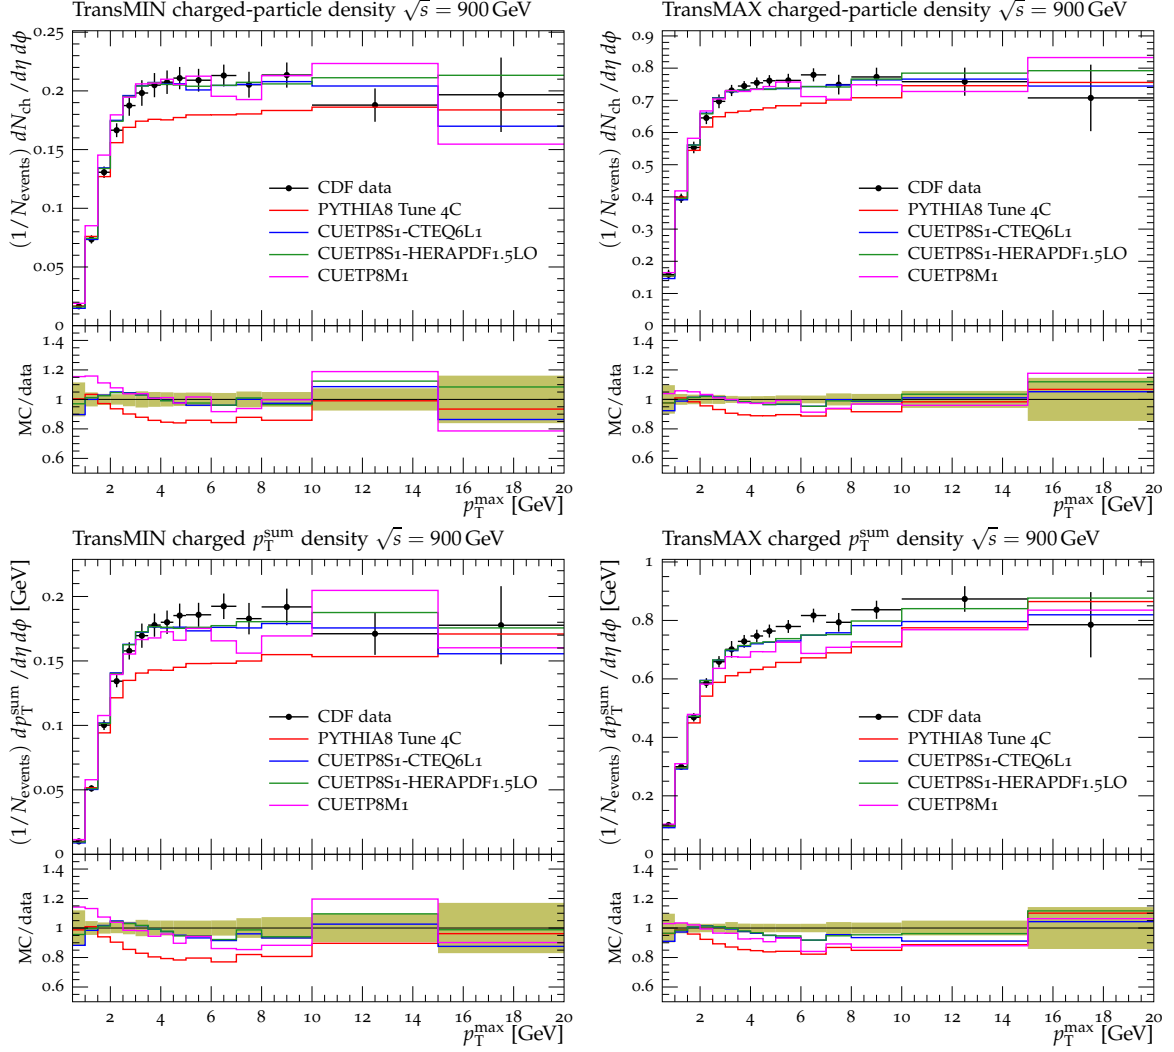 TransMIN charged-particle density √s = 900 GeV
(1/N_events) dN_ch/dη dϕ
0.25
0.2
0.15
0.1
0.05
0
CDF data
PYTHIA8 Tune 4C
CUETP8S1-CTEQ6L1
CUETP8S1-HERAPDF1.5LO
CUETP8M1
MC/data
1.4
1.2
1
0.8
0.6
2 4 6 8 10 12 14 16 18 20
p_T^max [GeV]
TransMAX charged-particle density √s = 900 GeV
(1/N_events) dN_ch/dη dϕ
0.9
0.8
0.7
0.6
0.5
0.4
0.3
0.2
0.1
0
CDF data
PYTHIA8 Tune 4C
CUETP8S1-CTEQ6L1
CUETP8S1-HERAPDF1.5LO
CUETP8M1
MC/data
1.4
1.2
1
0.8
0.6
2 4 6 8 10 12 14 16 18 20
p_T^max [GeV]
TransMIN charged p_T^sum density √s = 900 GeV
(1/N_events) dp_T^sum/dη dϕ [GeV]
0.2
0.15
0.1
0.05
0
CDF data
PYTHIA8 Tune 4C
CUETP8S1-CTEQ6L1
CUETP8S1-HERAPDF1.5LO
CUETP8M1
MC/data
1.4
1.2
1
0.8
0.6
2 4 6 8 10 12 14 16 18 20
p_T^max [GeV]
TransMAX charged p_T^sum density √s = 900 GeV
(1/N_events) dp_T^sum/dη dϕ [GeV]
1
0.8
0.6
0.4
0.2
0
CDF data
PYTHIA8 Tune 4C
CUETP8S1-CTEQ6L1
CUETP8S1-HERAPDF1.5LO
CUETP8M1
MC/data
1.4
1.2
1
0.8
0.6
2 4 6 8 10 12 14 16 18 20
p_T^max [GeV]